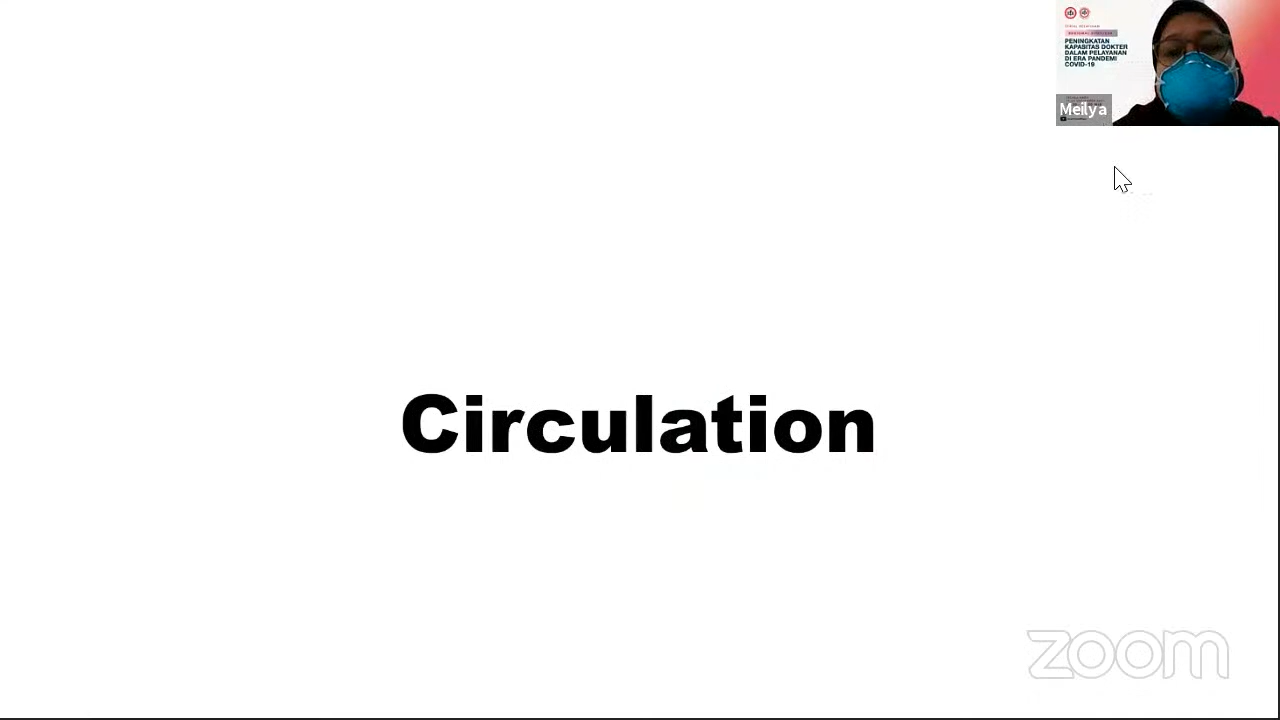 PENINGKATAN
KAPASITAS DOKTER
DALAM PELAYANAN
DI ERA PANDEMI
COVID-19
Meilya
Circulation
zoom